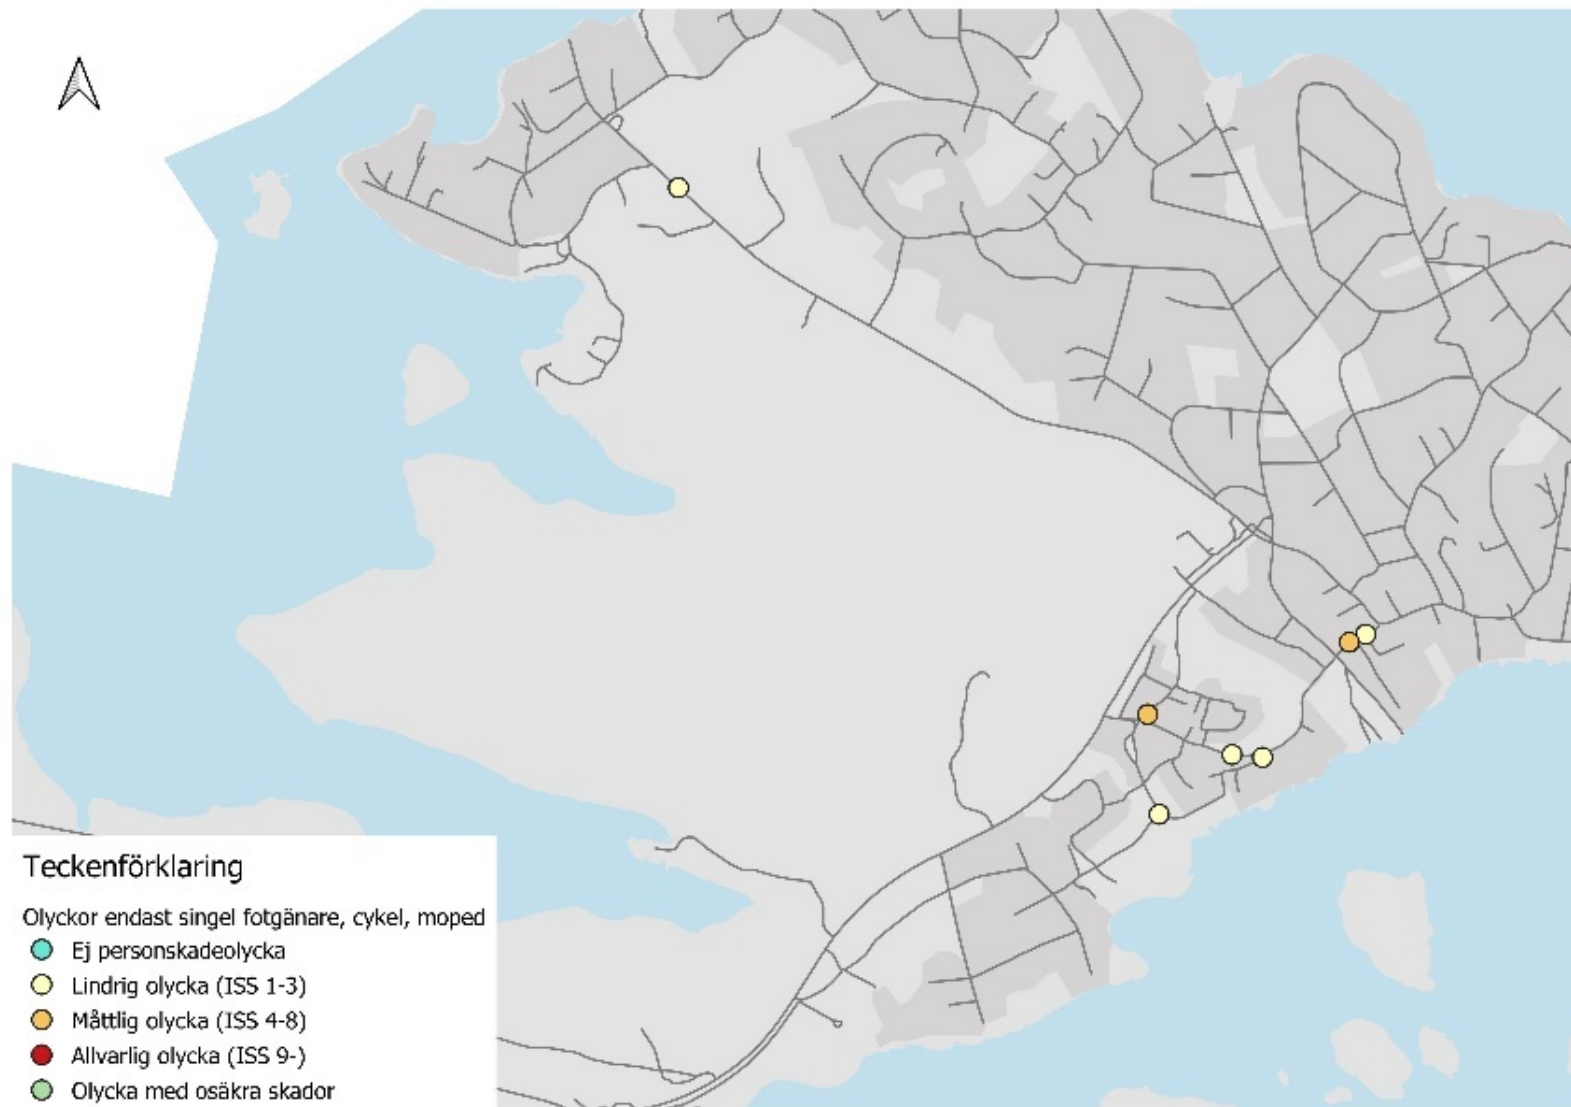 Teckenförklaring
Olyckor endast singel fotgänare, cykel, moped
Ej personskadeolycka
Lindrig olycka (ISS 1-3)
Måttlig olycka (ISS 4-8)
Allvarlig olycka (ISS 9-)
Olycka med osäkra skador